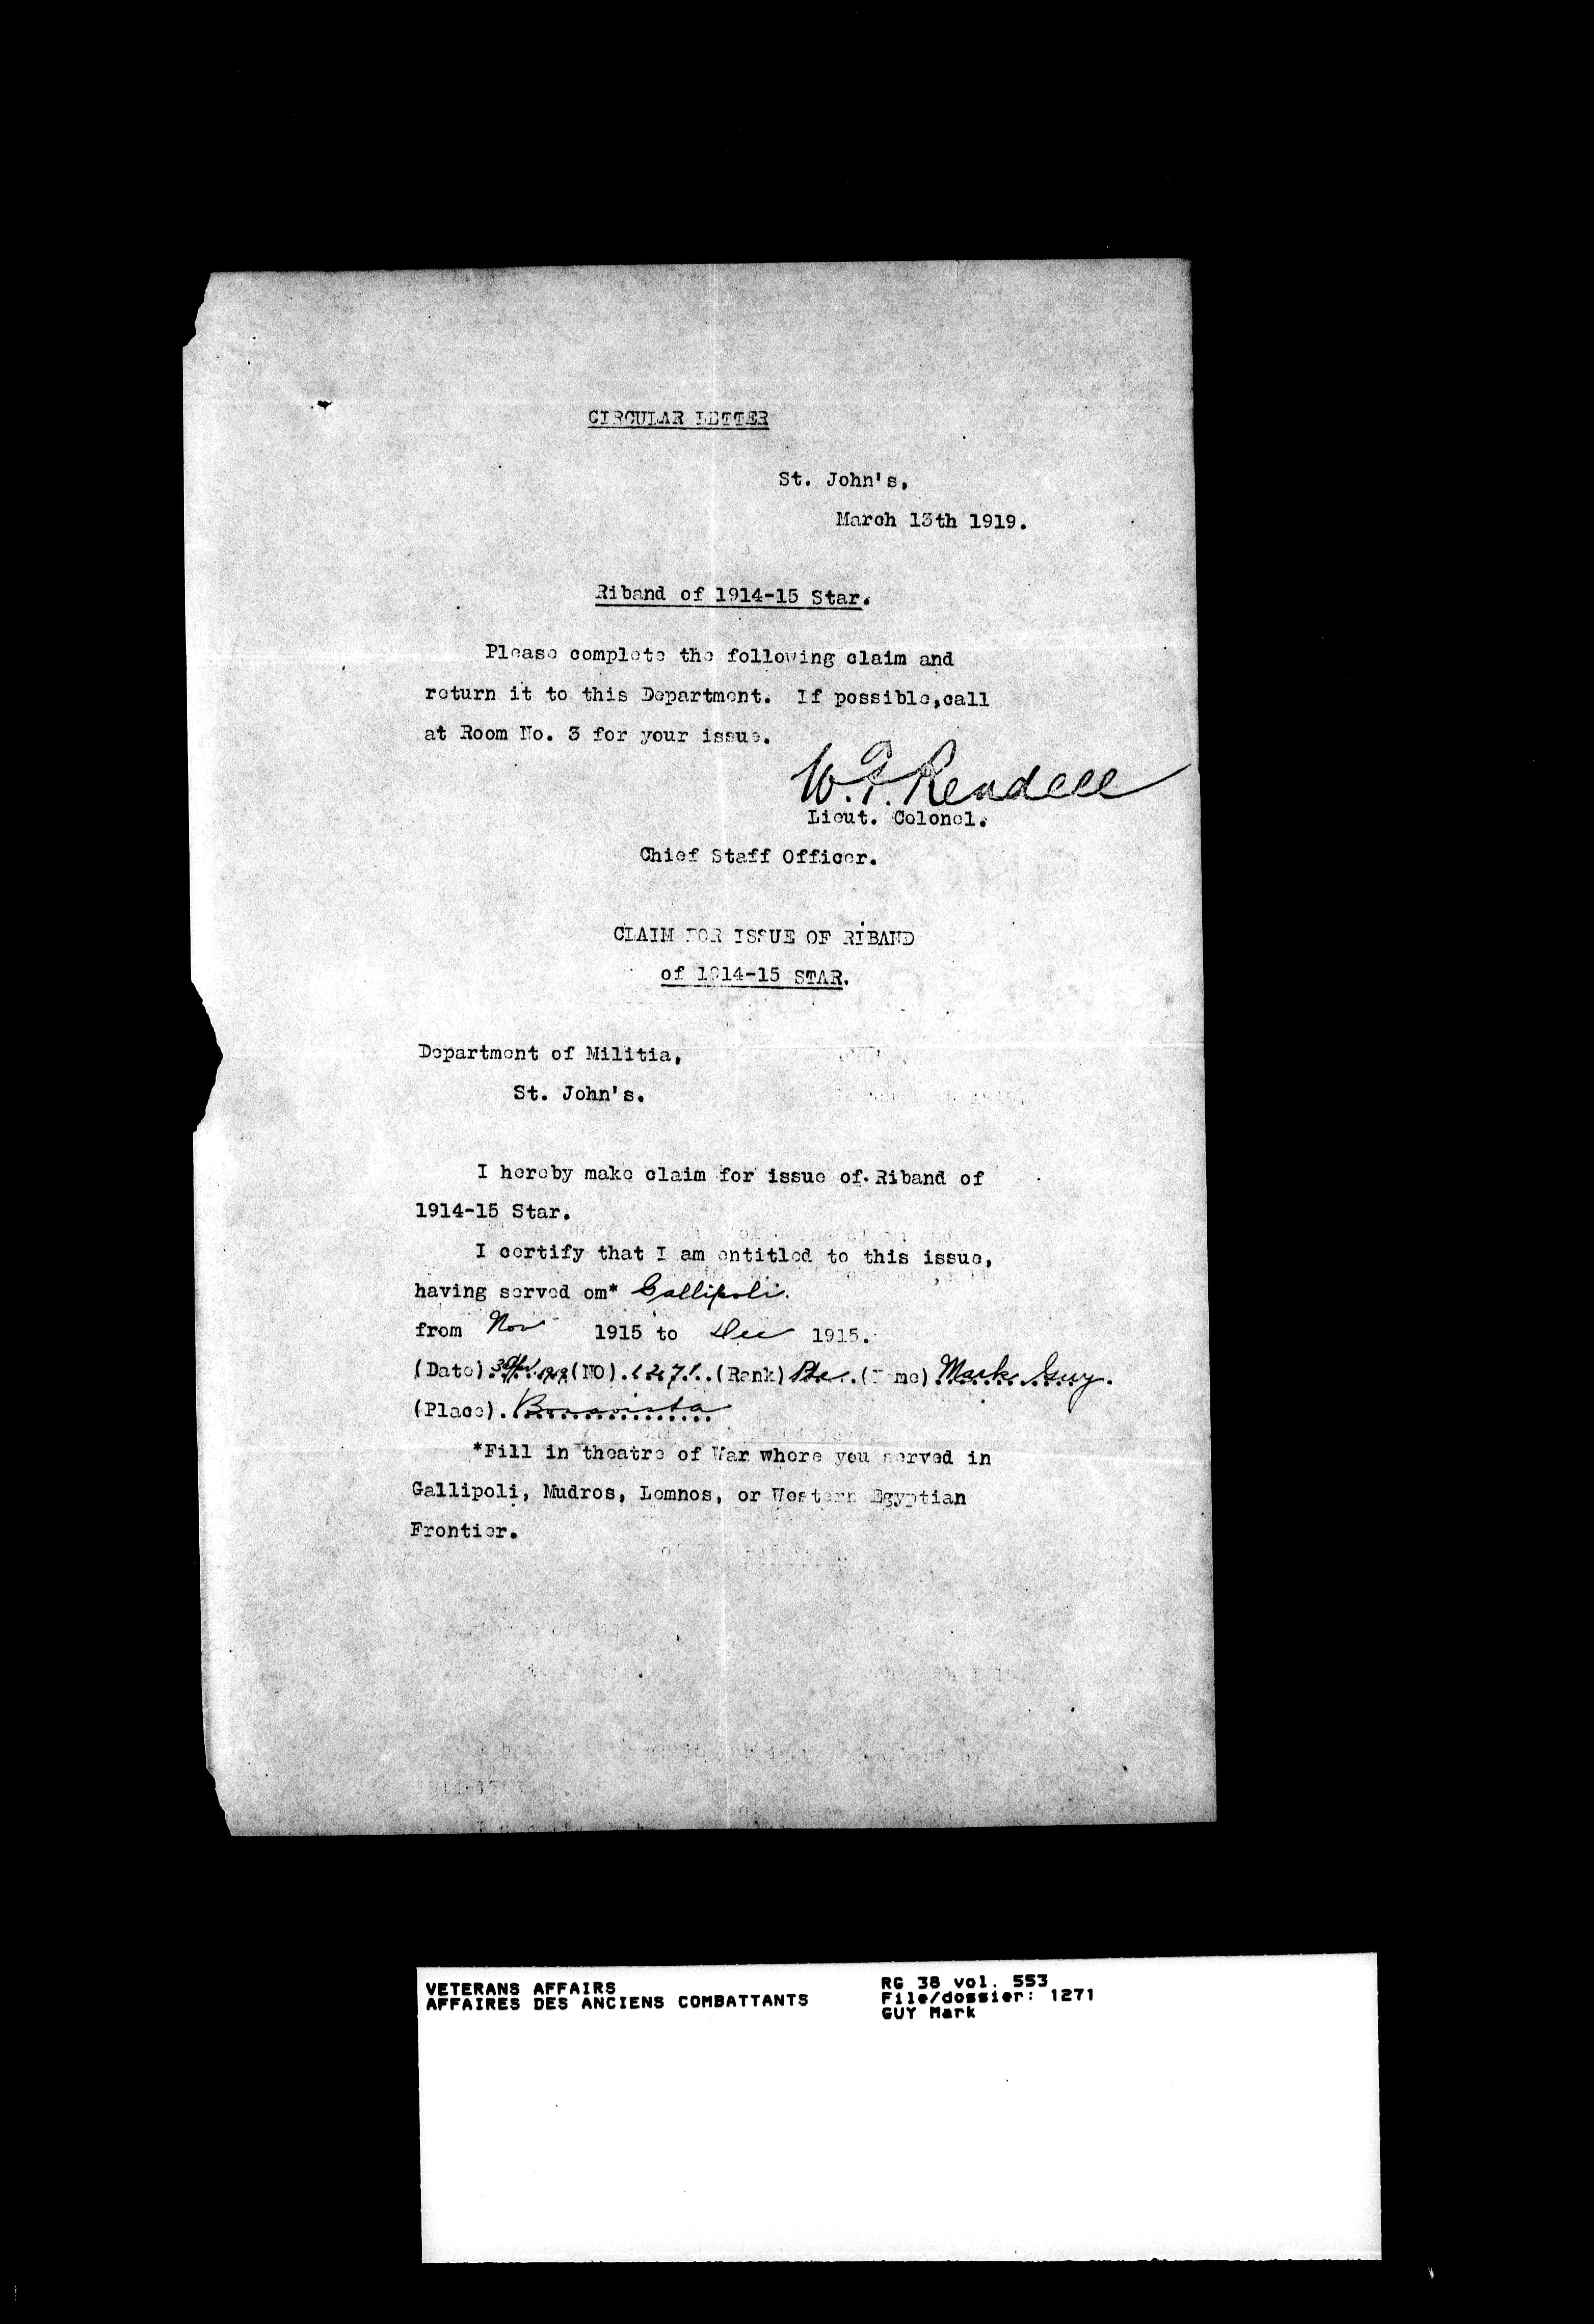 CIRCULAR LETTER
St. John's,
March 13th 1919.
Riband of 1914-15 Star.
Please complete the following claim and
return it to this Department. If possible,call
at Room No. 3 for your issue.
W.F. Rendell
Lieut. Colonel.
Chief Staff Officer.
CLAIM FOR ISSUE OF RIBAND
of 1914-15 STAR.
Department of Militia,
St. John's.
I hereby make claim for issue of Riband of
1914-15 Star.
I certify that I am entitled to this issue,
having served om* Gallipoli.
from Nov 1915 to Dec 1915.
(Date) 1919 (NO) 1271 (Rank) Pte (Name) Mark Guy.
(Place) Bonavista
*Fill in theatre of War where you served in
Gallipoli, Mudros, Lemnos, or Western Egyptian
Frontier.
VETERANS AFFAIRS
AFFAIRES DES ANCIENS COMBATTANTS
RG 38 vol. 553
File/dossier: 1271
GUY Mark